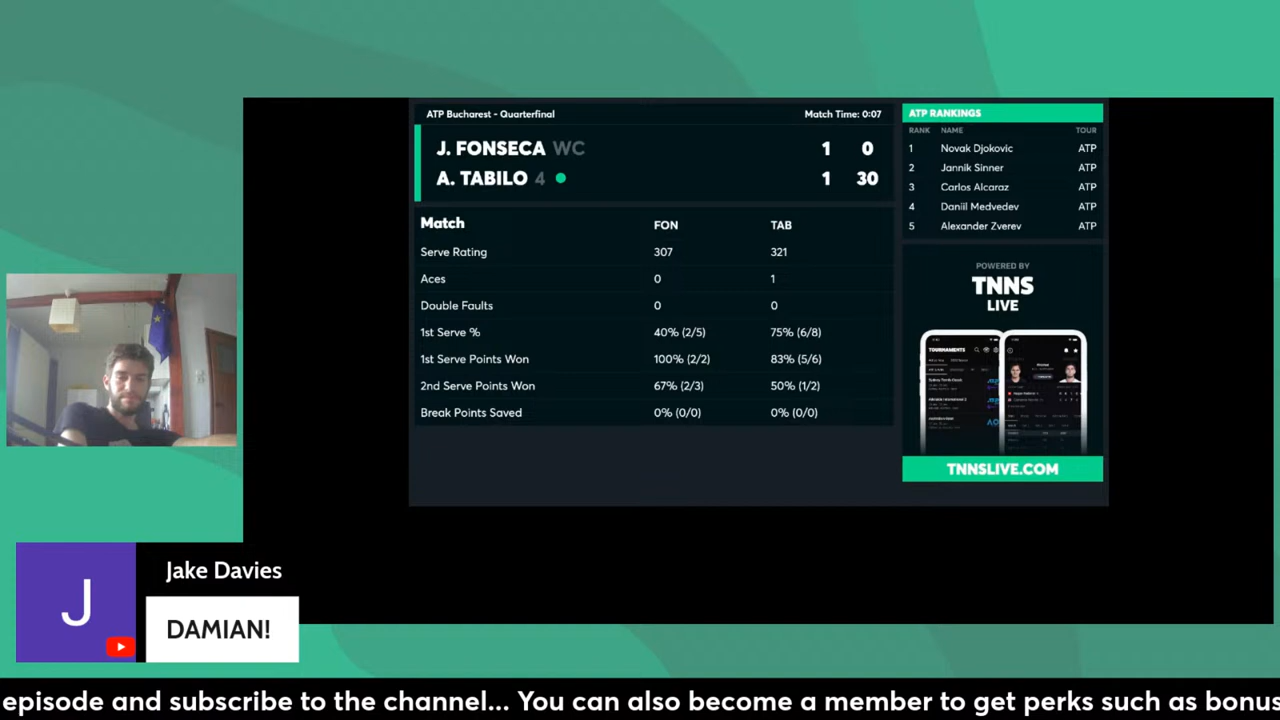 ATP Bucharest - Quarterfinal Match Time: 0:07
J. FONSECA WC 1 0
A. TABILO 4 1 30
Match FON TAB
Serve Rating 307 321
Aces 0 1
Double Faults 0 0
1st Serve % 40% (2/5) 75% (6/8)
1st Serve Points Won 100% (2/2) 83% (5/6)
2nd Serve Points Won 67% (2/3) 50% (1/2)
Break Points Saved 0% (0/0) 0% (0/0)
ATP RANKINGS
RANK NAME TOUR
1 Novak Djokovic ATP
2 Jannik Sinner ATP
3 Carlos Alcaraz ATP
4 Daniil Medvedev ATP
5 Alexander Zverev ATP
POWERED BY
TNNS
LIVE
TOURNAMENTS
TNNSLIVE.COM
J
Jake Davies
DAMIAN!
episode and subscribe to the channel... You can also become a member to get perks such as bonus